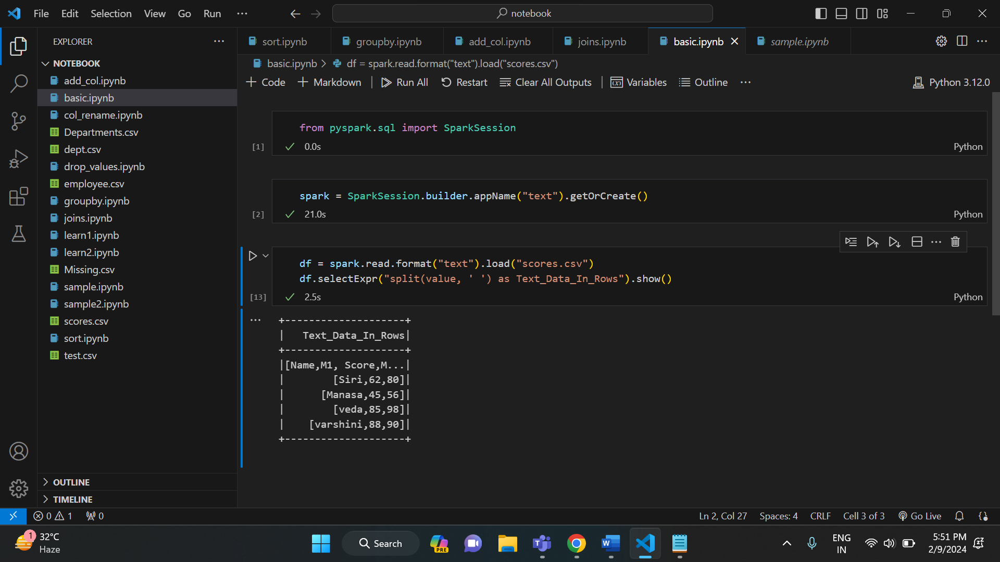 File Edit Selection View Go Run ··· notebook
EXPLORER ···
NOTEBOOK
add_col.ipynb
basic.ipynb
col_rename.ipynb
Departments.csv
dept.csv
drop_values.ipynb
employee.csv
groupby.ipynb
joins.ipynb
learn1.ipynb
learn2.ipynb
Missing.csv
sample.ipynb
sample2.ipynb
scores.csv
sort.ipynb
test.csv
OUTLINE
TIMELINE
sort.ipynb groupby.ipynb add_col.ipynb joins.ipynb basic.ipynb sample.ipynb
basic.ipynb > df = spark.read.format("text").load("scores.csv")
+ Code + Markdown | Run All Restart Clear All Outputs | Variables Outline ··· Python 3.12.0
from pyspark.sql import SparkSession
[1] ✓ 0.0s Python
spark = SparkSession.builder.appName("text").getOrCreate()
[2] ✓ 21.0s Python
df = spark.read.format("text").load("scores.csv")
df.selectExpr("split(value, ' ') as Text_Data_In_Rows").show()
[13] ✓ 2.5s Python
+--------------------+
|   Text_Data_In_Rows|
+--------------------+
|[Name,M1, Score,M...|
|        [Siri,62,80]|
|      [Manasa,45,56]|
|        [veda,85,98]|
|    [varshini,88,90]|
+--------------------+
0 1 0 Ln 2, Col 27 Spaces: 4 CRLF Cell 3 of 3 Go Live
1 32°C
Haze
Search
PRE
ENG
IN
5:51 PM
2/9/2024